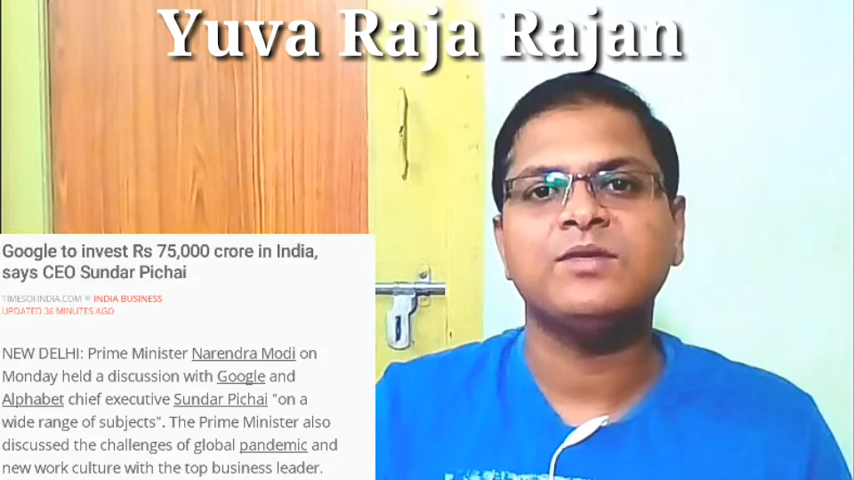 Yuva Raja Rajan
Google to invest Rs 75,000 crore in India,
says CEO Sundar Pichai
TIMESOFINDIA.COM INDIA BUSINESS
UPDATED 36 MINUTES AGO
NEW DELHI: Prime Minister Narendra Modi on
Monday held a discussion with Google and
Alphabet chief executive Sundar Pichai "on a
wide range of subjects". The Prime Minister also
discussed the challenges of global pandemic and
new work culture with the top business leader.